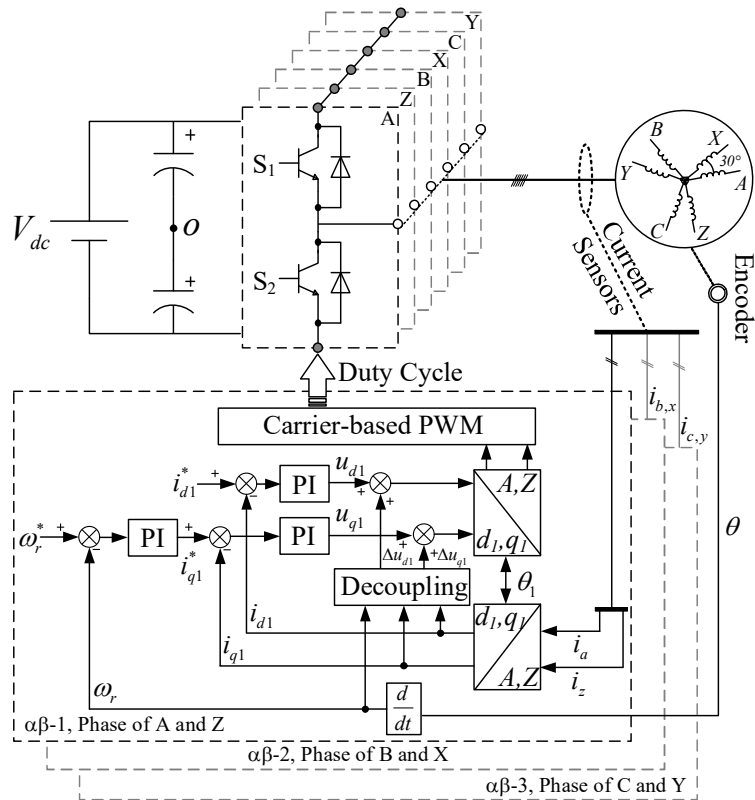 Y
C
X
B
Z
A
+
S1
Vdc
o
+
S2
B
X
30°
Y
A
C
Z
Current
Sensors
Encoder
Duty Cycle
Carrier-based PWM
ib,x
ic,y
i*d1
+
−
PI
ud1
+
+
A,Z
d1,q1
ω*r
+
−
PI
+
i*q1
−
PI
uq1
+
+
Δud1
Δuq1
θ
Decoupling
θ1
id1
iq1
d1,q1
A,Z
ia
iz
ωr
d
dt
αβ-1, Phase of A and Z
αβ-2, Phase of B and X
αβ-3, Phase of C and Y